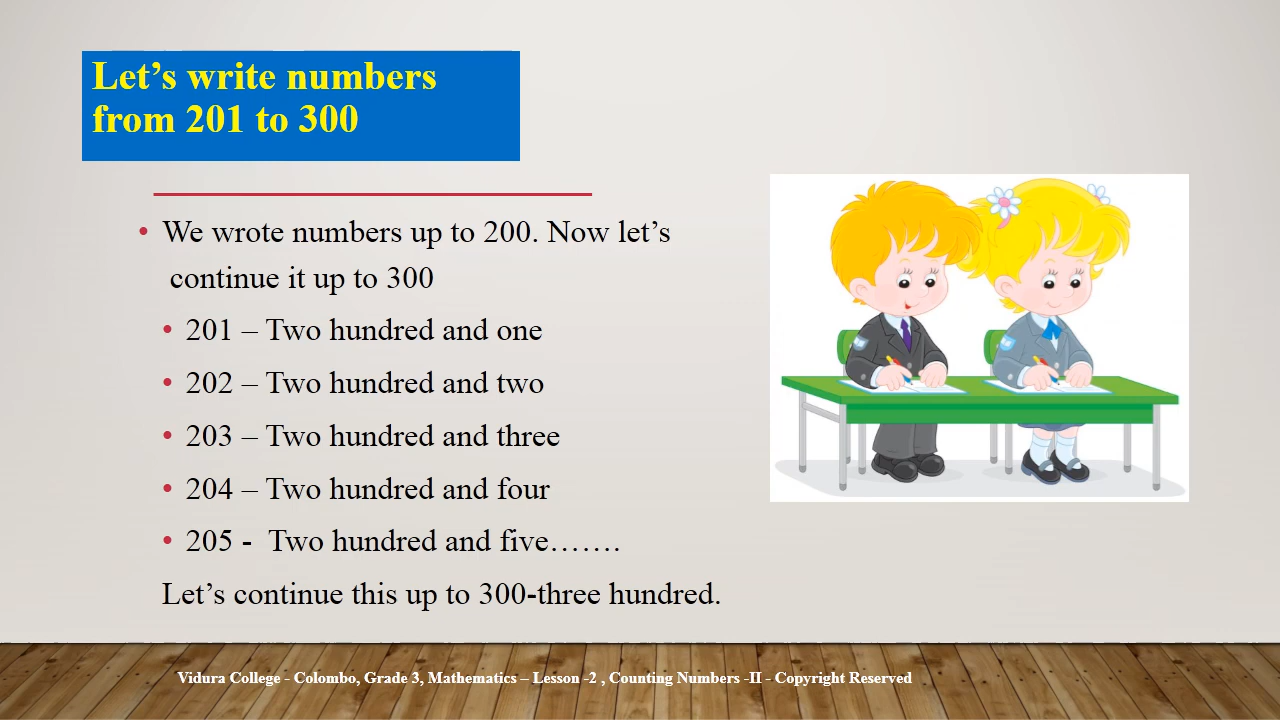 Let’s write numbers
from 201 to 300
• We wrote numbers up to 200. Now let’s
continue it up to 300
• 201 – Two hundred and one
• 202 – Two hundred and two
• 203 – Two hundred and three
• 204 – Two hundred and four
• 205 -  Two hundred and five…….
Let’s continue this up to 300-three hundred.
Vidura College - Colombo, Grade 3, Mathematics – Lesson -2 , Counting Numbers -II - Copyright Reserved